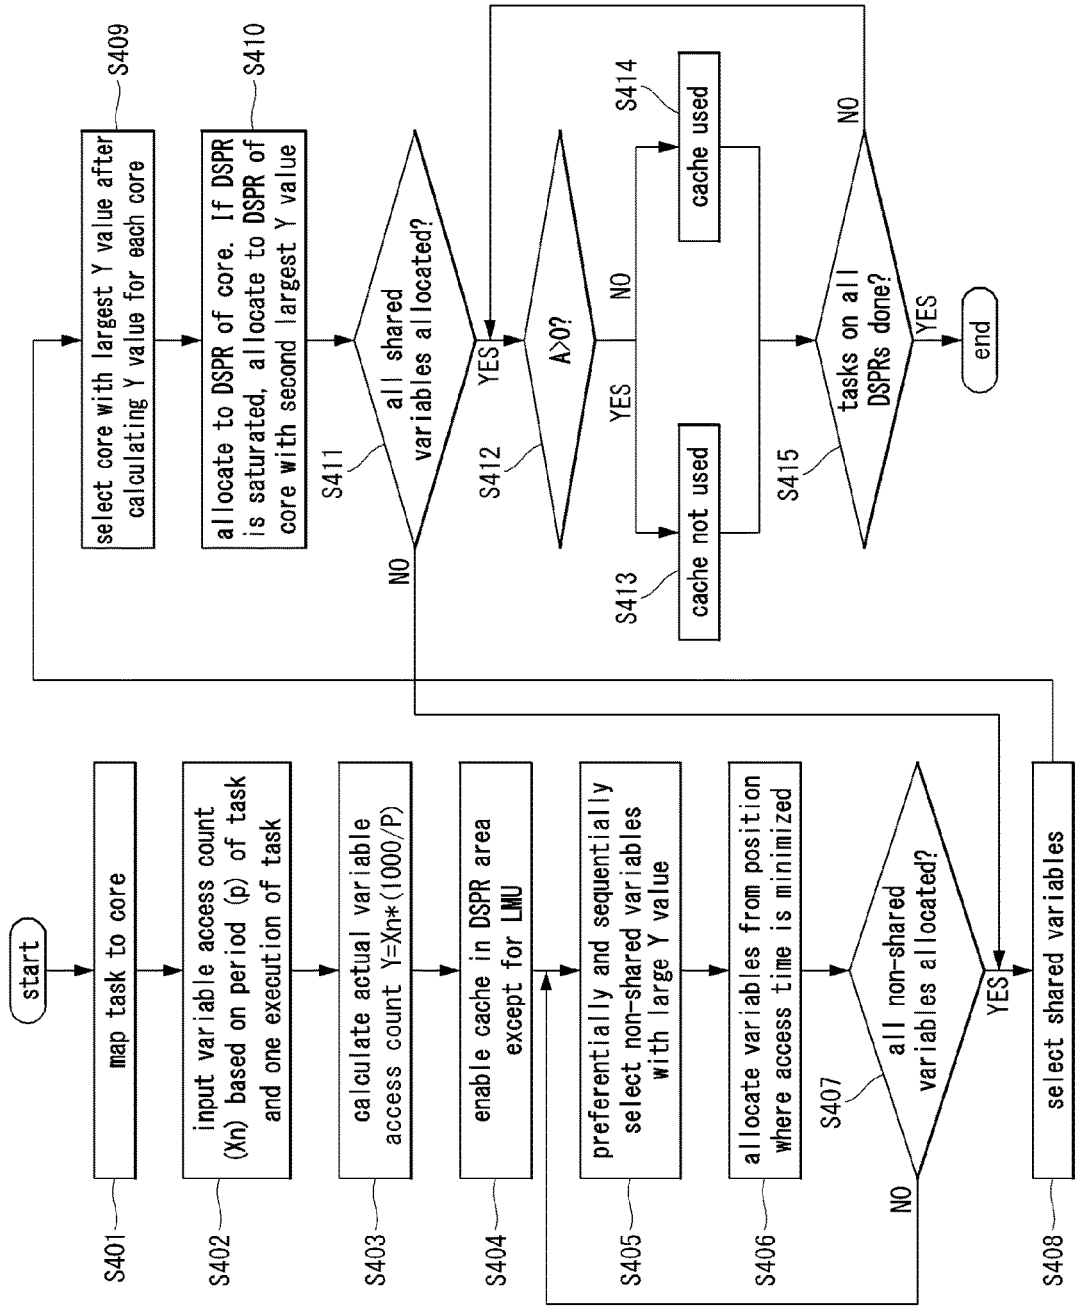 start
map task to core
S401
input variable access count
(Xn) based on period (p) of task
and one execution of task
S402
calculate actual variable
access count Y=Xn*(1000/P)
S403
enable cache in DSPR area
except for LMU
S404
preferentially and sequentially
select non-shared variables
with large Y value
S405
allocate variables from position
where access time is minimized
S406
all non-shared
variables allocated?
S407
NO
YES
select shared variables
S408
select core with largest Y value after
calculating Y value for each core
S409
allocate to DSPR of core. If DSPR
is saturated, allocate to DSPR of
core with second largest Y value
S410
all shared
variables allocated?
S411
NO
YES
A>0?
S412
YES
NO
cache not used
S413
cache used
S414
tasks on all
DSPRs done?
S415
NO
YES
end